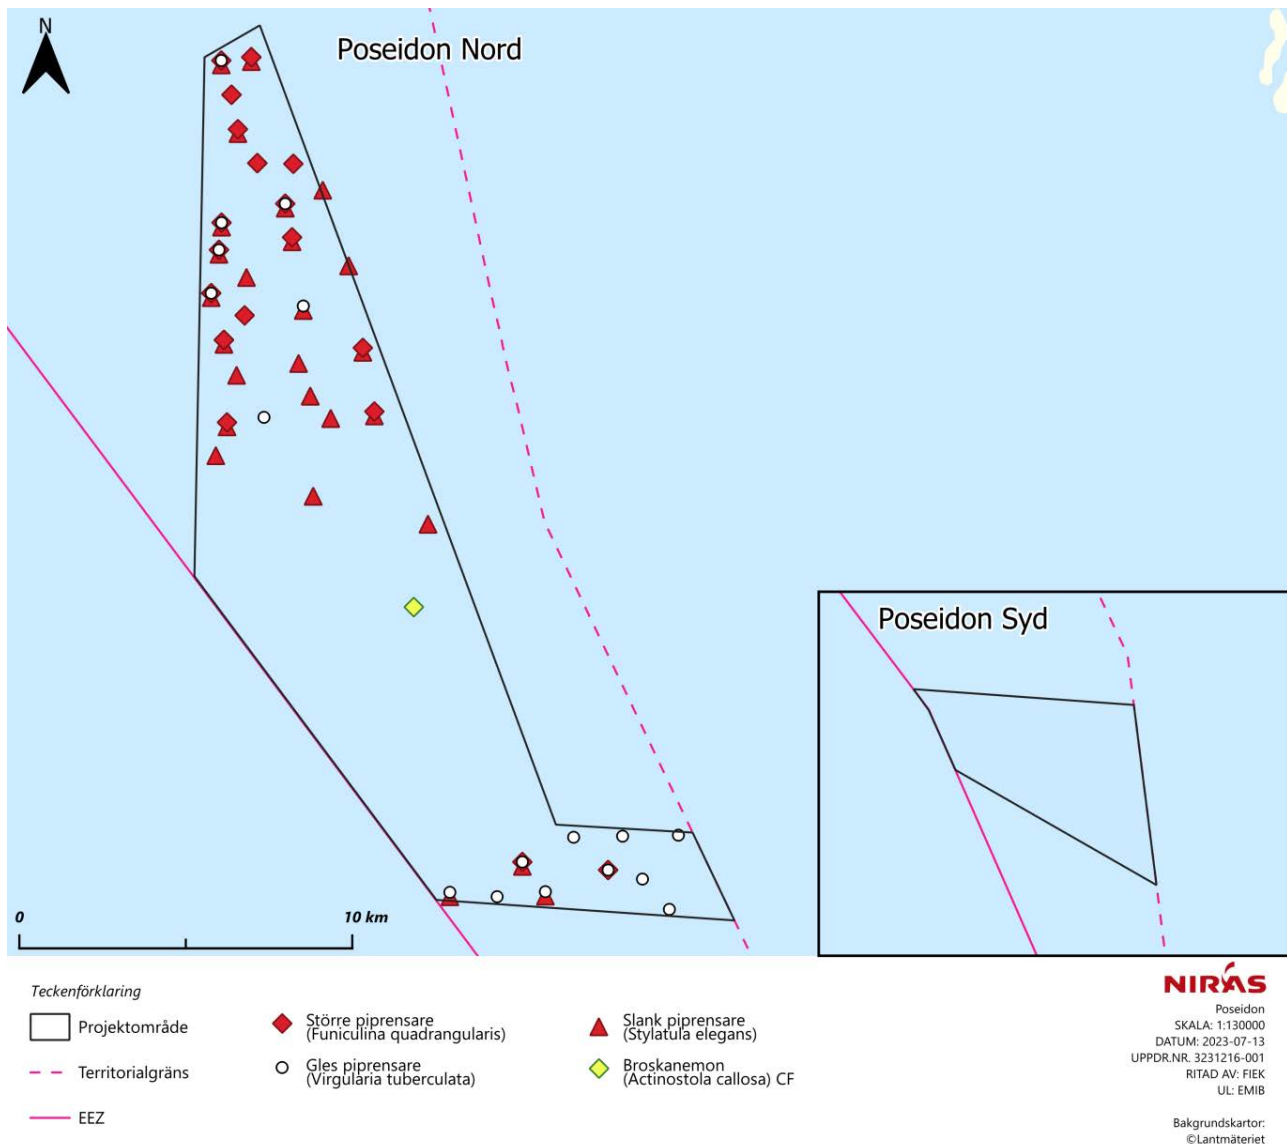 N
Poseidon Nord
Poseidon Syd
0
10 km
Teckenförklaring
Projektområde
Territorialgräns
EEZ
Större piprensare
(Funiculina quadrangularis)
Gles piprensare
(Virgularia tuberculata)
Slank piprensare
(Stylatula elegans)
Broskanemon
(Actinostola callosa) CF
NIRAS
Poseidon
SKALA: 1:130000
DATUM: 2023-07-13
UPPDR.NR. 3231216-001
RITAD AV: FIEK
UL: EMIB
Bakgrundskartor:
©Lantmäteriet